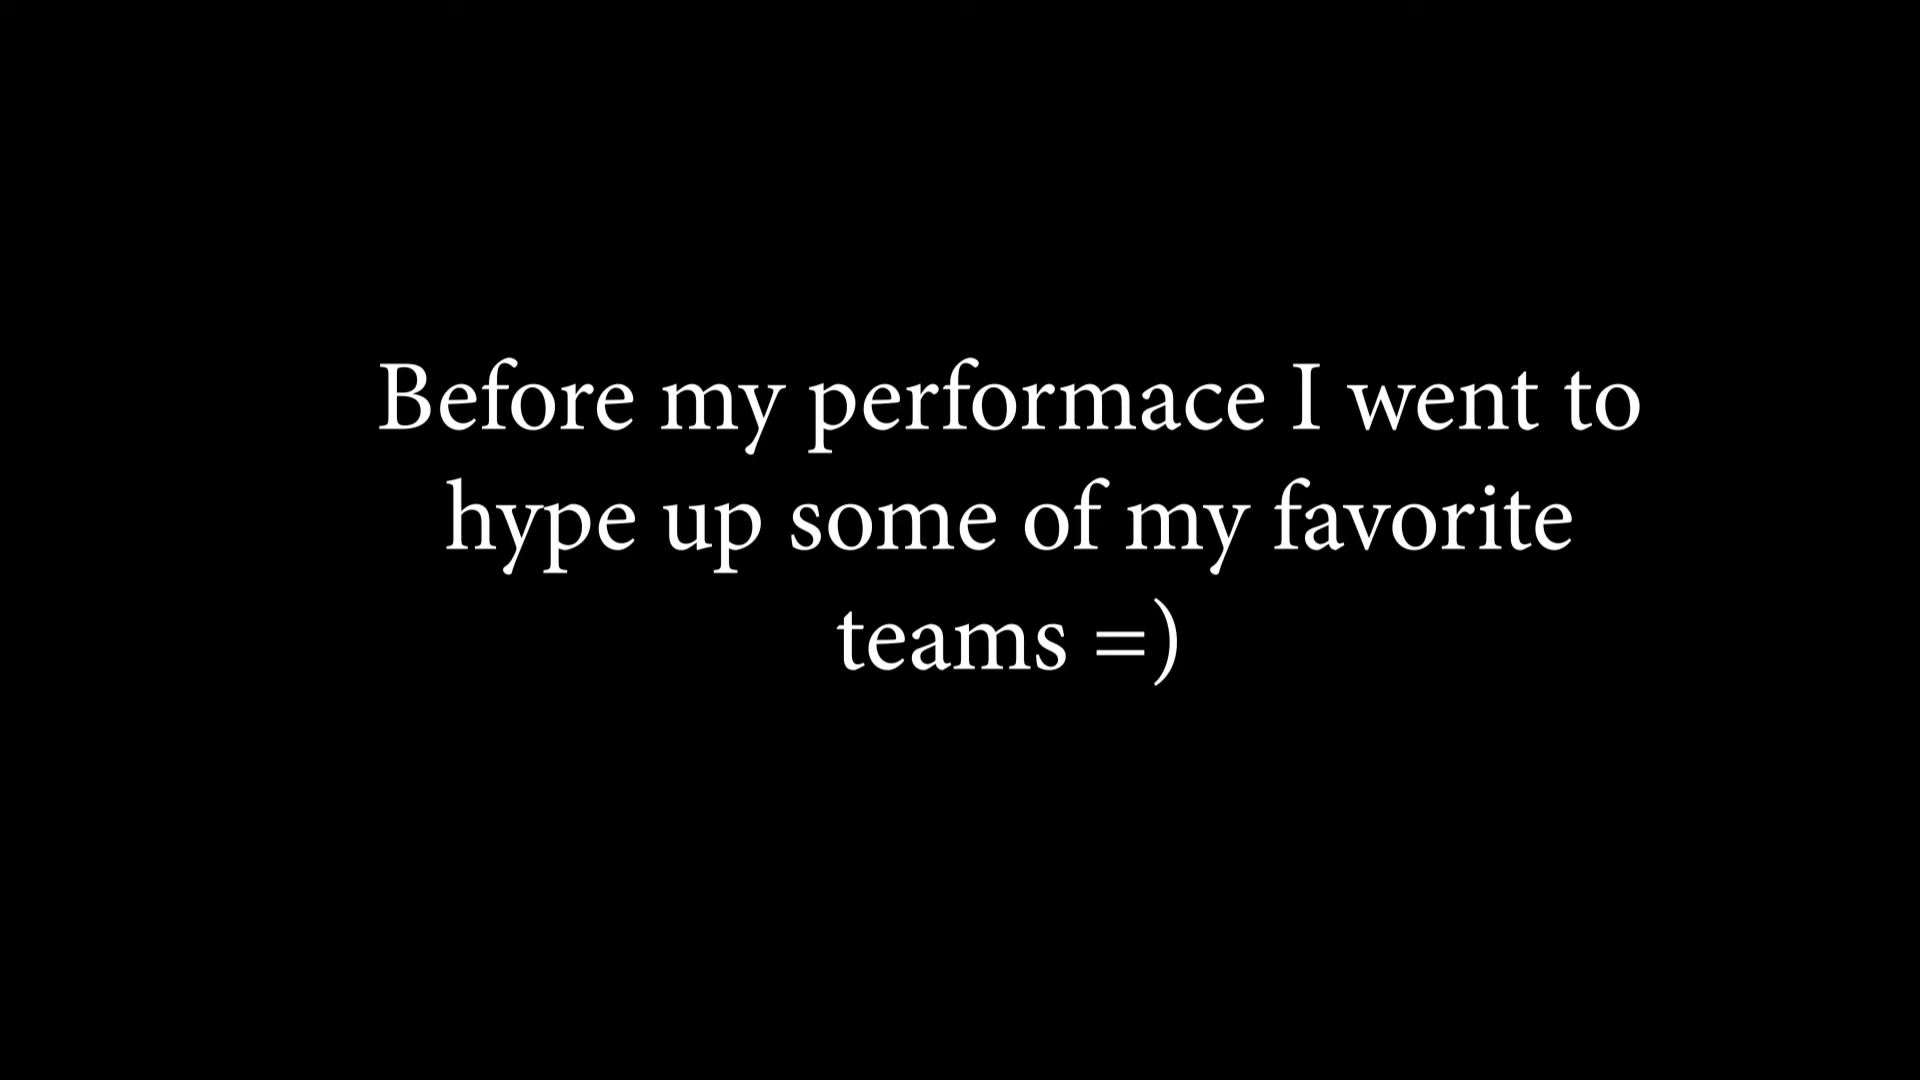 Before my performace I went to
hype up some of my favorite
teams =)